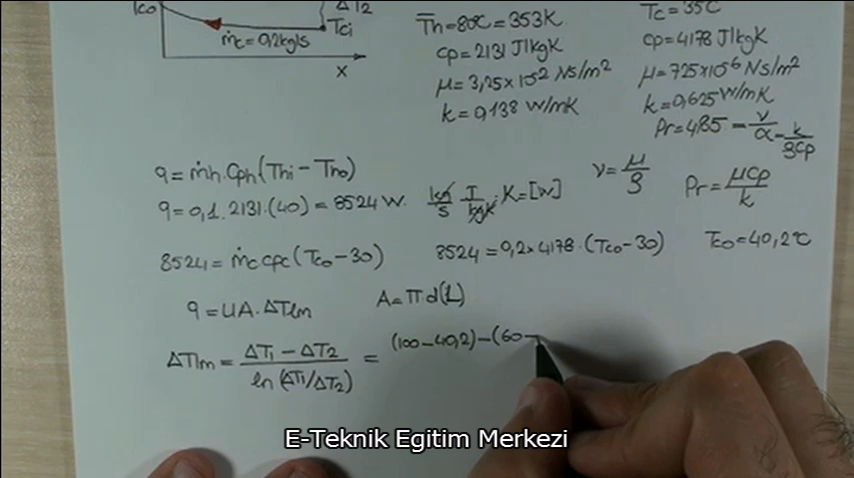 Tco
ΔT2
Tci
ṁc=0,2kg/s
x
T̄h=80°C=353K
cp=2131 J/kgK
μ=3,25×10⁻² Ns/m²
k=0,138 W/mK
Tc=35°C
cp=4178 J/kgK
μ=725×10⁻⁶ Ns/m²
k=0,625 W/mK
Pr=4,85=ν/α=k/ρcp
q=ṁh.Cph(Thi-Tho)
q=0,1.2131.(40)=8524 W.
kg/s J/kgK .K=[W]
ν=μ/ρ
Pr=μcp/k
8524=ṁc cpc(Tco-30)
8524=0,2×4178.(Tco-30)
Tco=40,2°C
q=UA.ΔTlm
A=πd(L)
ΔTlm=ΔT1-ΔT2/ln(ΔT1/ΔT2)=(100-40,2)-(60-
E-Teknik Egitim Merkezi